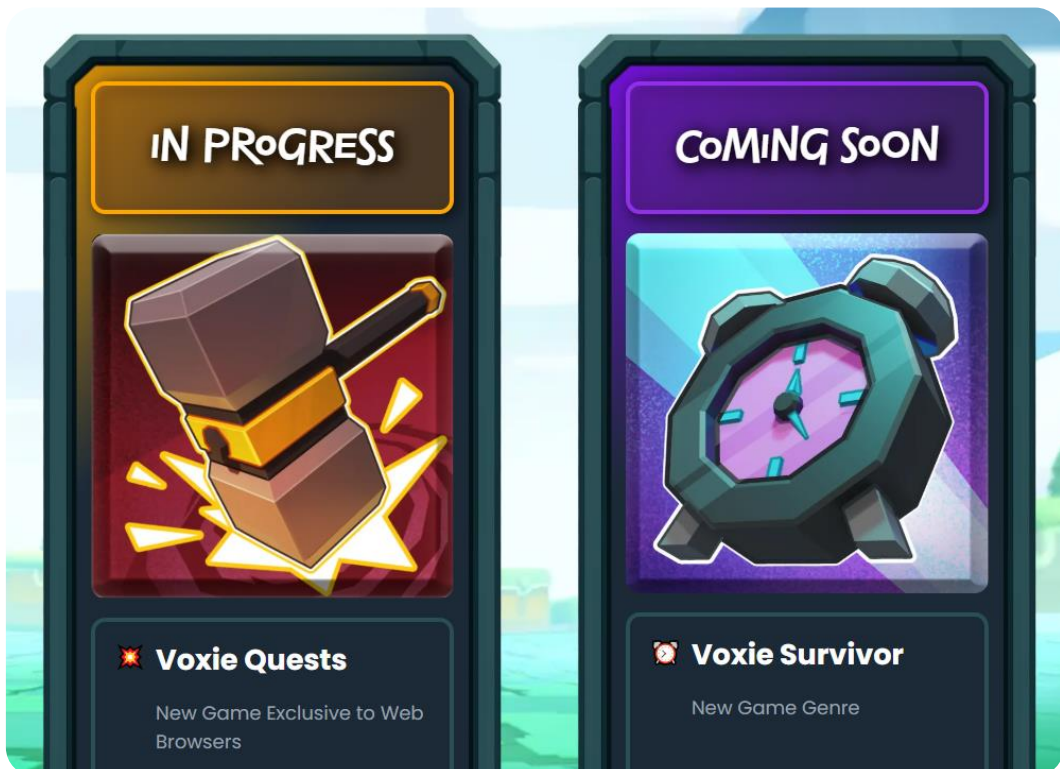 IN PROGRESS
Voxie Quests
New Game Exclusive to Web
Browsers
COMING SOON
Voxie Survivor
New Game Genre